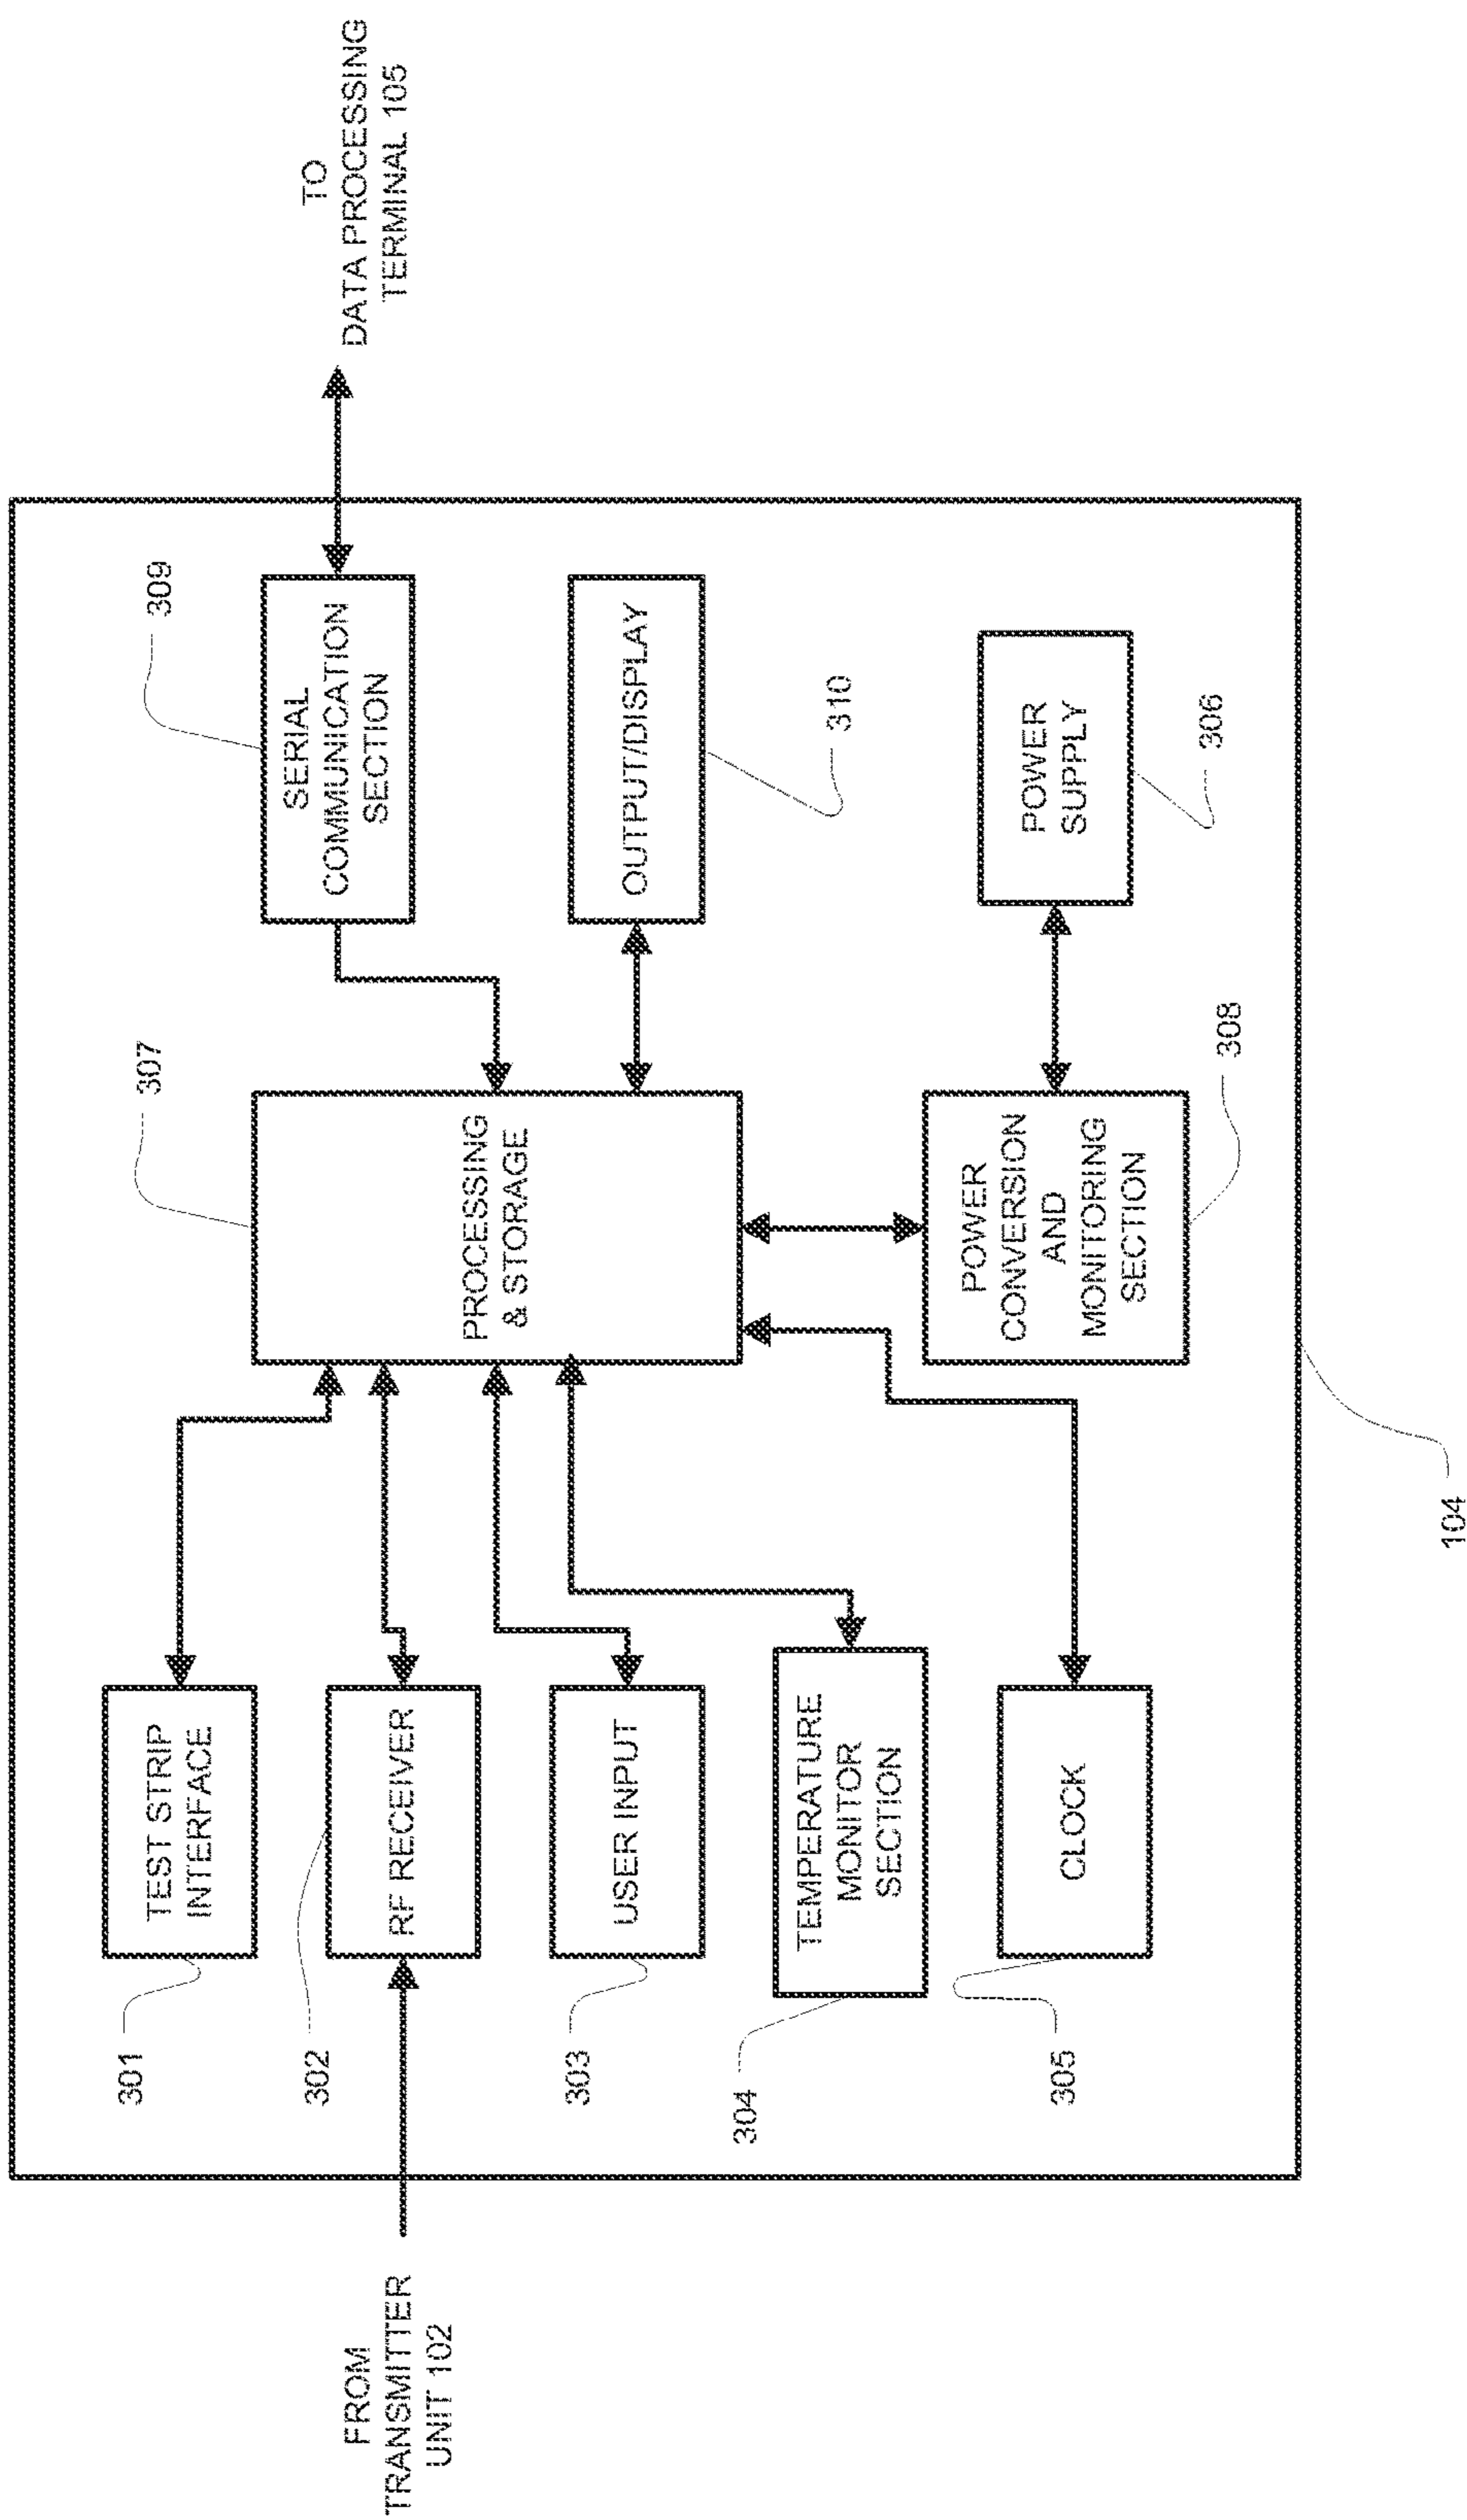 FROM
TRANSMITTER
UNIT 102
301
TEST STRIP
INTERFACE
302
RF RECEIVER
303
USER INPUT
304
TEMPERATURE
MONITOR
SECTION
305
CLOCK
307
PROCESSING
& STORAGE
308
POWER
CONVERSION
AND
MONITORING
SECTION
309
SERIAL
COMMUNICATION
SECTION
OUTPUT/DISPLAY
310
POWER
SUPPLY
306
104
TO
DATA PROCESSING
TERMINAL 105